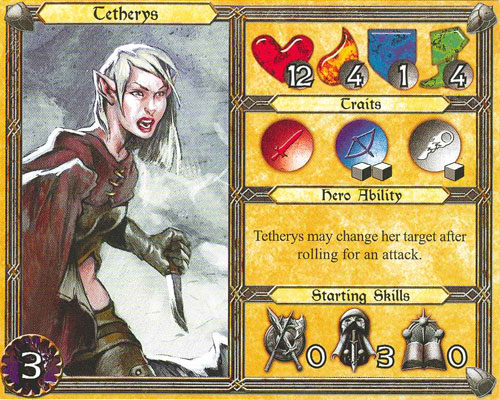 Tetherys
12 4 1 4
Traits
Hero Ability
Tetherys may change her target after
rolling for an attack.
Starting Skills
0 3 0
3